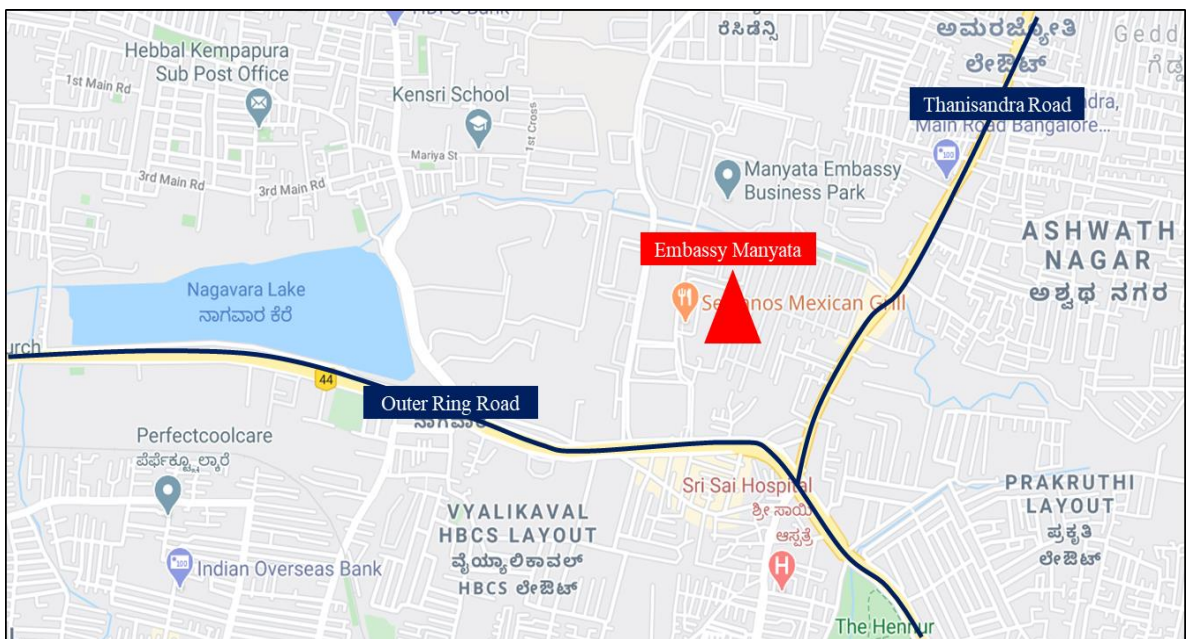 ರೆಸಿಡೆನ್ಸಿ
ಅಮರಜ್ಯೋತಿ
ಲೇಔಟ್
Hebbal Kempapura
Sub Post Office
1st Main Rd
Kensri School
1st Cross
Mariya St
3rd Main Rd
3rd Main Rd
Thanisandra Road
Main Road Bangalore...
Manyata Embassy
Business Park
Embassy Manyata
ASHWATH
NAGAR
ಅಶ್ವಥ ನಗರ
Nagavara Lake
ನಾಗವಾರ ಕೆರೆ
Mexican Grill
44
Outer Ring Road
ನಾಗವಾರ
Perfectcoolcare
Sri Sai Hospital
ಶ್ರೀ ಸಾಯಿ
ಆಸ್ಪತ್ರೆ
H
PRAKRUTHI
LAYOUT
ಪ್ರಕೃತಿ
ಲೇಔಟ್
VYALIKAVAL
HBCS LAYOUT
ವೈಯ್ಯಾಲಿಕಾವಲ್
HBCS ಲೇಔಟ್
Indian Overseas Bank
The Hennur